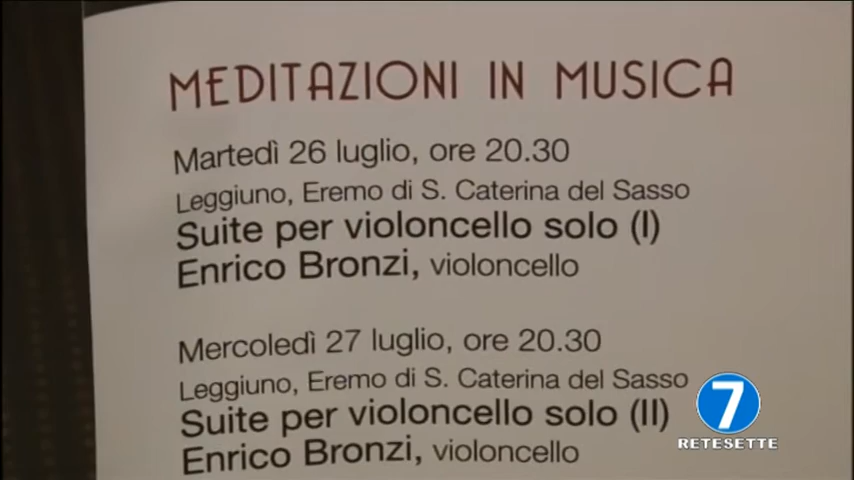 MEDITAZIONI IN MUSICA
Martedì 26 luglio, ore 20.30
Leggiuno, Eremo di S. Caterina del Sasso
Suite per violoncello solo (I)
Enrico Bronzi, violoncello
Mercoledì 27 luglio, ore 20.30
Leggiuno, Eremo di S. Caterina del Sasso
Suite per violoncello solo (II)
Enrico Bronzi, violoncello
7
RETESETTE